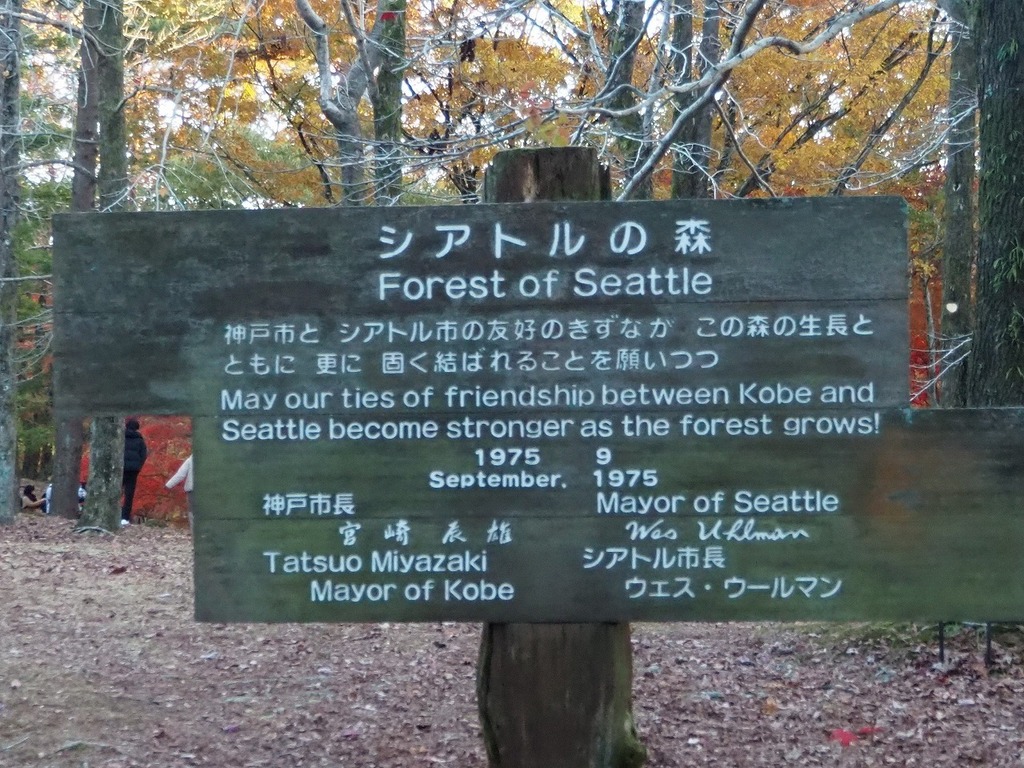 シアトルの森
Forest of Seattle
神戸市と シアトル市の友好のきずなが この森の生長と
ともに 更に 固く結ばれることを願いつつ
May our ties of friendship between Kobe and
Seattle become stronger as the forest grows!
1975 9
September. 1975
神戸市長
宮崎辰雄
Tatsuo Miyazaki
Mayor of Kobe
Mayor of Seattle
Wes Uhlman
シアトル市長
ウエス・ウールマン